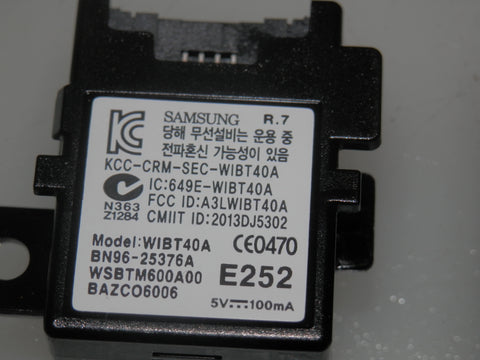 SAMSUNG R.7
당해 무선설비는 운용 중
전파혼신 가능성이 있음
KCC-CRM-SEC-WIBT40A
IC:649E-WIBT40A
N363 FCC ID:A3LWIBT40A
Z1284 CMIIT ID:2013DJ5302
Model:WIBT40A CE0470
BN96-25376A
WSBTM600A00 E252
BAZCO6006 5V⎓100mA